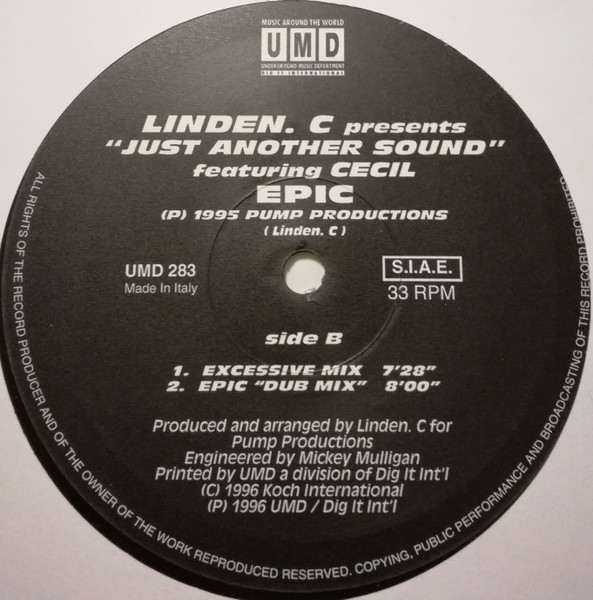 MUSIC AROUND THE WORLD
UMD
UNDERGROUND MUSIC DEPARTMENT
DIG IT INTERNATIONAL
LINDEN. C presents
"JUST ANOTHER SOUND"
featuring CECIL
EPIC
(P) 1995 PUMP PRODUCTIONS
( Linden. C )
UMD 283
Made In Italy
S.I.A.E.
33 RPM
side B
1. EXCESSIVE MIX 7'28"
2. EPIC "DUB MIX" 8'00"
Produced and arranged by Linden. C for
Pump Productions
Engineered by Mickey Mulligan
Printed by UMD a division of Dig It Int'l
(C) 1996 Koch International
(P) 1996 UMD / Dig It Int'l
ALL RIGHTS OF THE RECORD PRODUCER AND OF THE OWNER OF THE WORK REPRODUCED RESERVED. COPYING, PUBLIC PERFORMANCE AND BROADCASTING OF THIS RECORD PROHIBITED